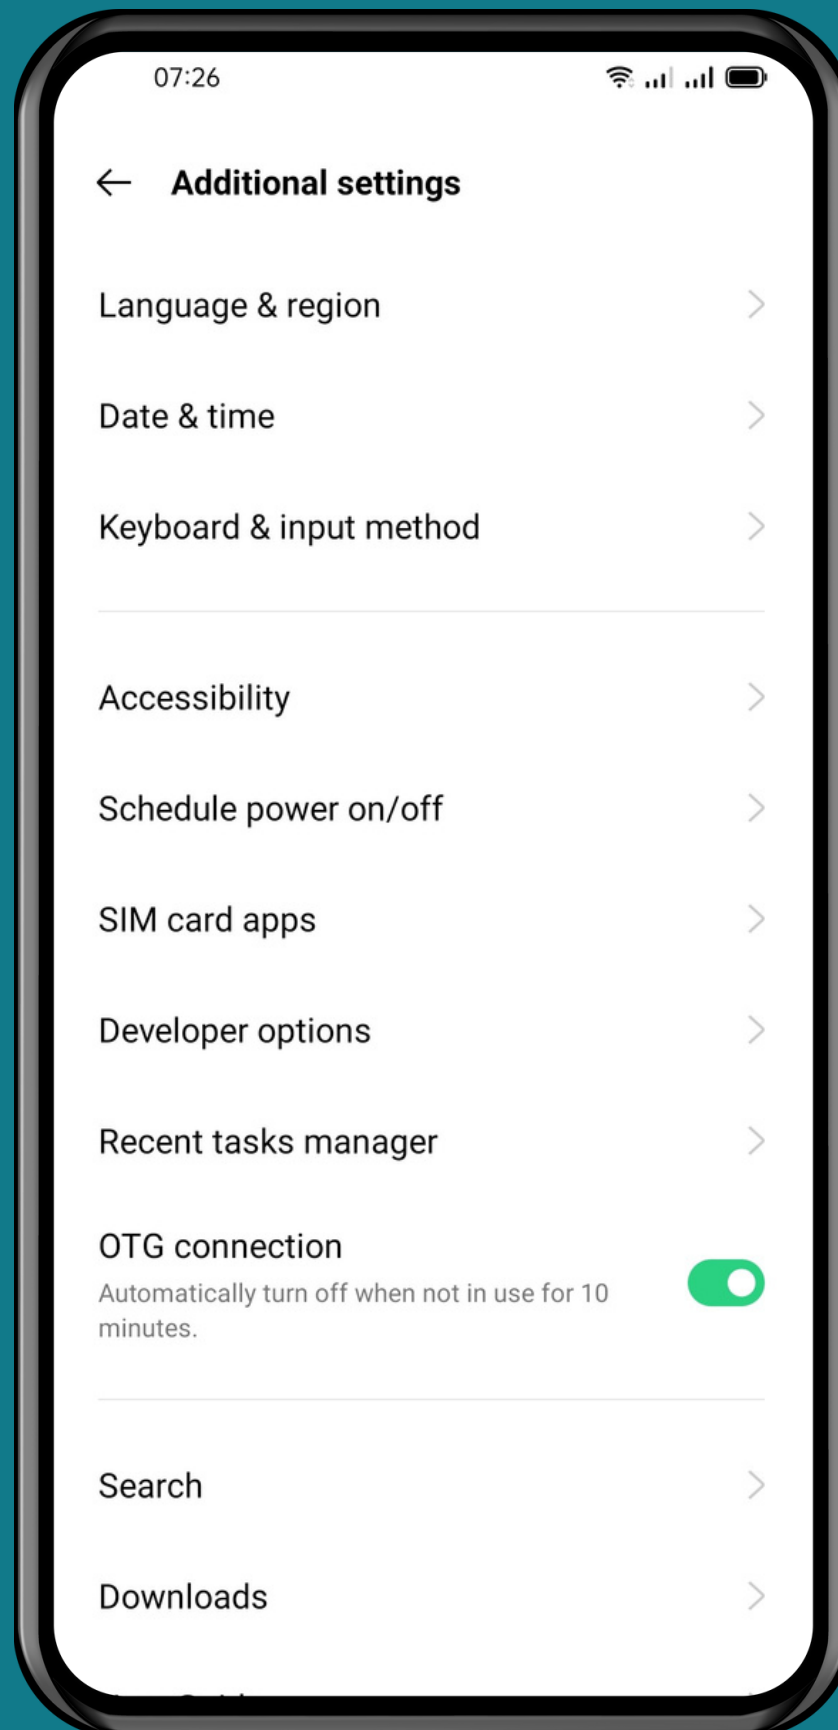 07:26
Additional settings
Language & region
Date & time
Keyboard & input method
Accessibility
Schedule power on/off
SIM card apps
Developer options
Recent tasks manager
OTG connection
Automatically turn off when not in use for 10
minutes.
Search
Downloads